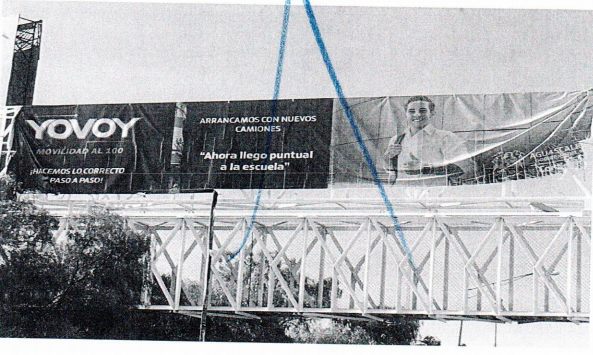 YOVOY
MOVILIDAD AL 100
¡HACEMOS LO CORRECTO
PASO A PASO!
ARRANCAMOS CON NUEVOS
CAMIONES
"Ahora llego puntual
a la escuela"